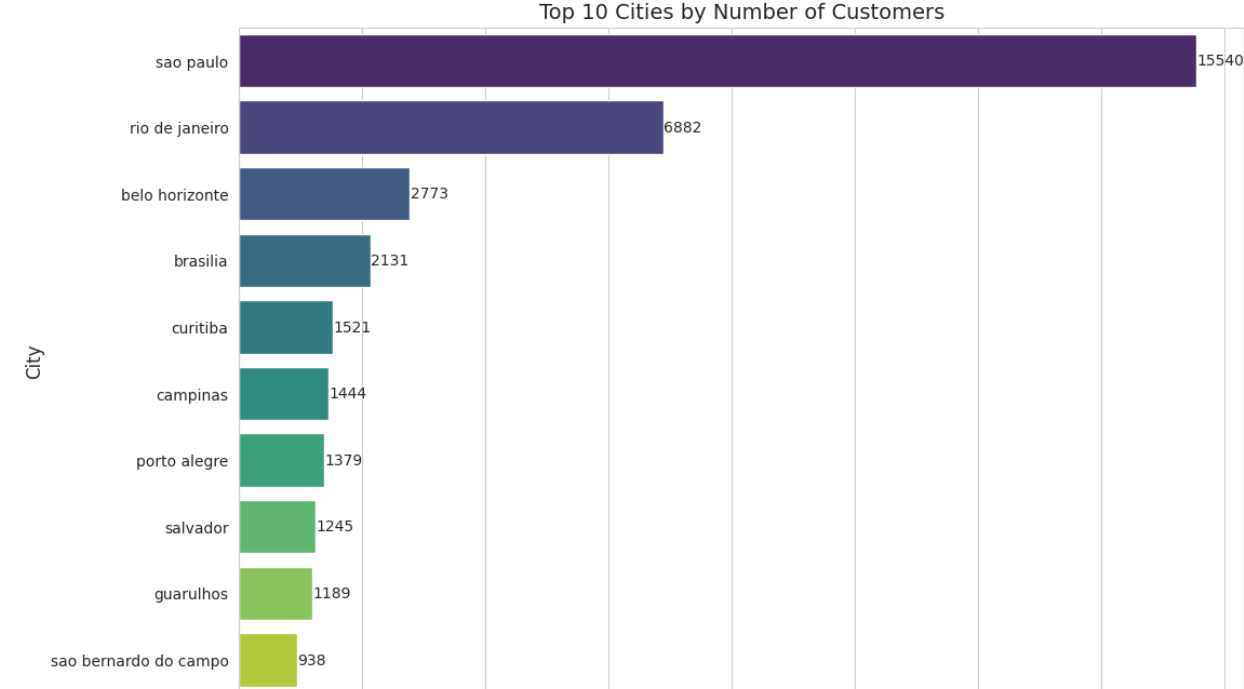 Top 10 Cities by Number of Customers
sao paulo 15540
rio de janeiro 6882
belo horizonte 2773
brasilia 2131
curitiba 1521
City
campinas 1444
porto alegre 1379
salvador 1245
guarulhos 1189
sao bernardo do campo 938